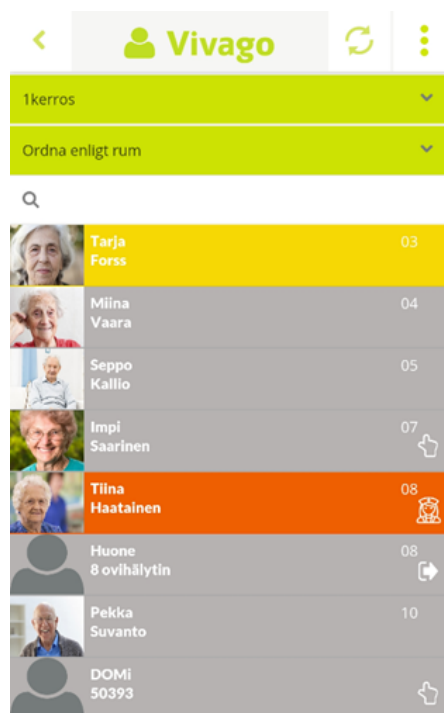 Vivago
1kerros
Ordna enligt rum
Tarja 03
Forss
Miina 04
Vaara
Seppo 05
Kallio
Impi 07
Saarinen
Tiina 08
Haatainen
Huone 08
8 ovihälytin
Pekka 10
Suvanto
DOMi
50393